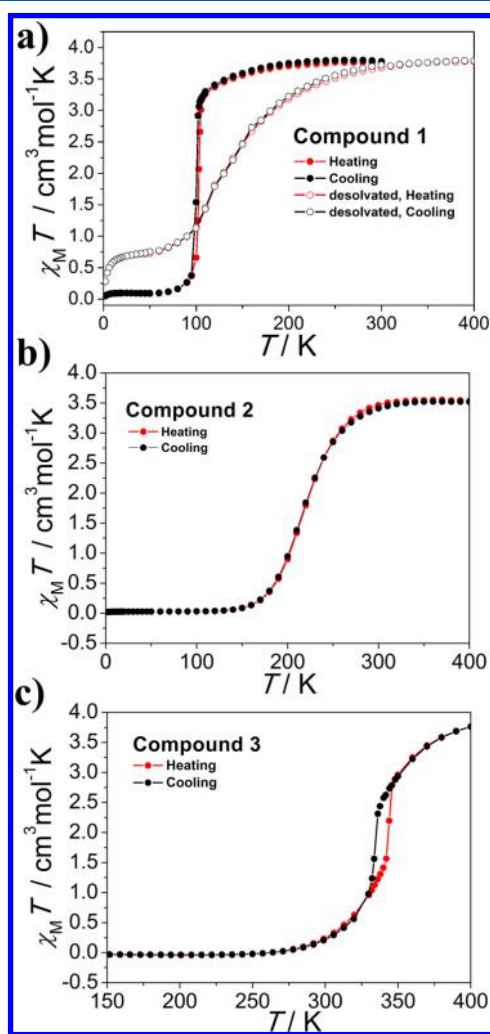 a)
4.0
3.5
3.0
2.5
2.0
1.5
1.0
0.5
0.0
χ_M T / cm³mol⁻¹K
Compound 1
Heating
Cooling
desolvated, Heating
desolvated, Cooling
0 100 200 300 400
T / K
b)
4.0
3.5
3.0
2.5
2.0
1.5
1.0
0.5
0.0
-0.5
χ_M T / cm³mol⁻¹K
Compound 2
Heating
Cooling
0 100 200 300 400
T / K
c)
4.0
3.5
3.0
2.5
2.0
1.5
1.0
0.5
0.0
-0.5
χ_M T / cm³mol⁻¹K
Compound 3
Heating
Cooling
150 200 250 300 350 400
T / K